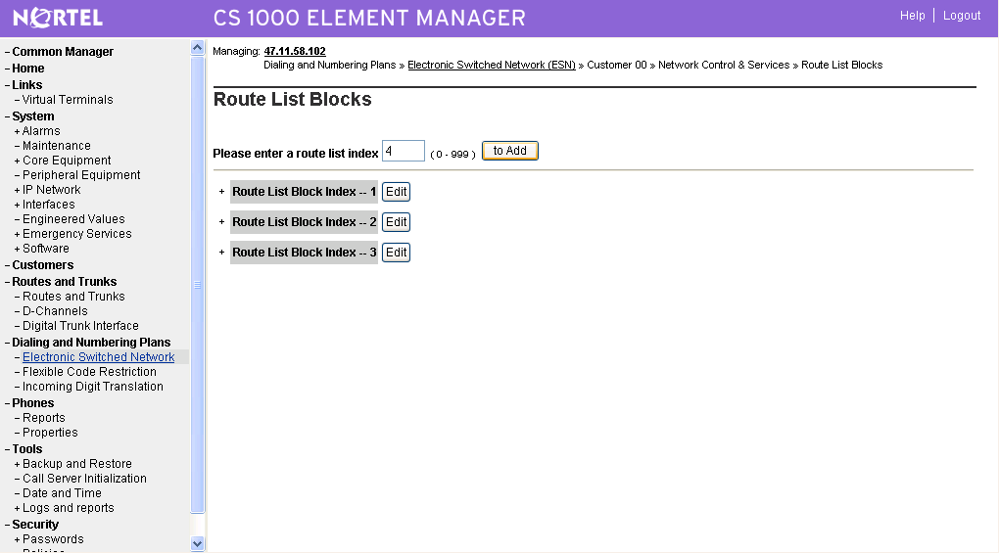 NORTEL
CS 1000 ELEMENT MANAGER
Help | Logout
– Common Manager
– Home
– Links
– Virtual Terminals
– System
+ Alarms
– Maintenance
+ Core Equipment
– Peripheral Equipment
+ IP Network
+ Interfaces
– Engineered Values
+ Emergency Services
+ Software
– Customers
– Routes and Trunks
– Routes and Trunks
– D-Channels
– Digital Trunk Interface
– Dialing and Numbering Plans
– Electronic Switched Network
– Flexible Code Restriction
– Incoming Digit Translation
– Phones
– Reports
– Properties
– Tools
+ Backup and Restore
– Call Server Initialization
– Date and Time
+ Logs and reports
– Security
+ Passwords
Managing: 47.11.58.102
Dialing and Numbering Plans » Electronic Switched Network (ESN) » Customer 00 » Network Control & Services » Route List Blocks
Route List Blocks
Please enter a route list index 4 ( 0 - 999 ) to Add
+ Route List Block Index -- 1 Edit
+ Route List Block Index -- 2 Edit
+ Route List Block Index -- 3 Edit